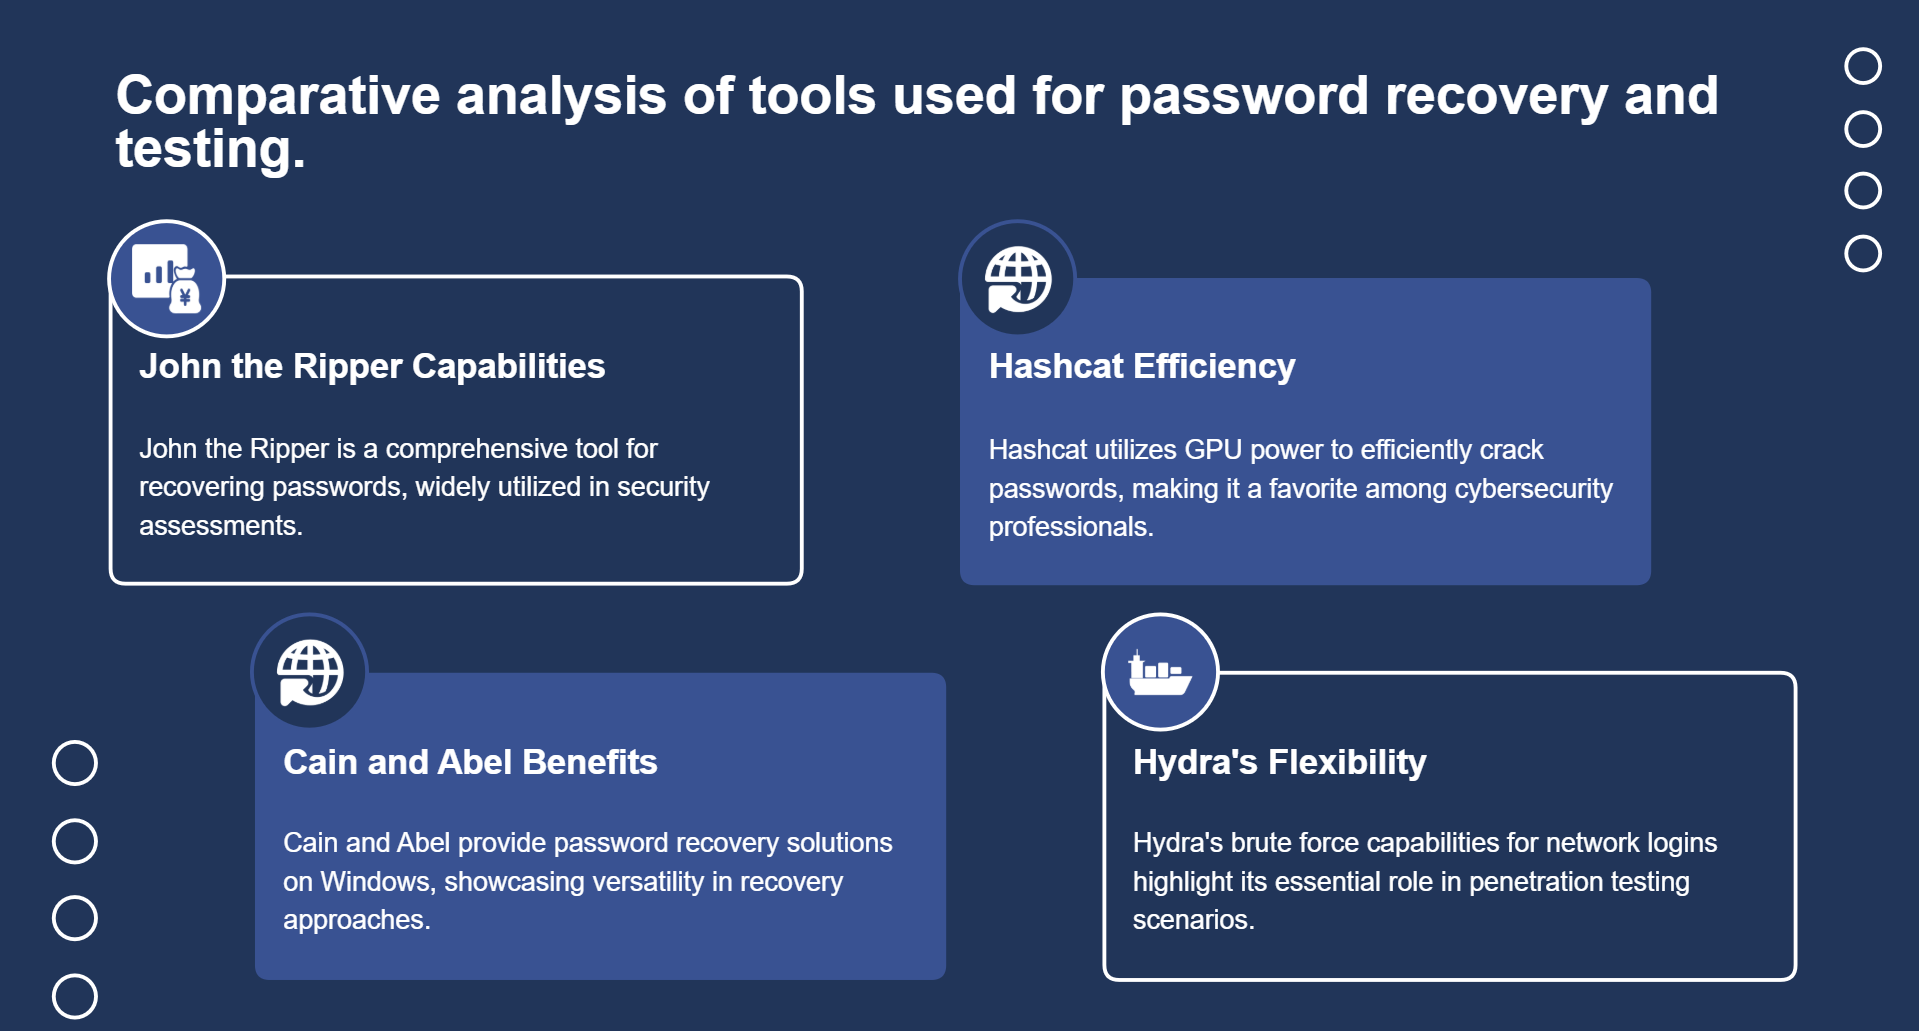 Comparative analysis of tools used for password recovery and
testing.
¥
John the Ripper Capabilities
John the Ripper is a comprehensive tool for
recovering passwords, widely utilized in security
assessments.
Hashcat Efficiency
Hashcat utilizes GPU power to efficiently crack
passwords, making it a favorite among cybersecurity
professionals.
Cain and Abel Benefits
Cain and Abel provide password recovery solutions
on Windows, showcasing versatility in recovery
approaches.
Hydra's Flexibility
Hydra's brute force capabilities for network logins
highlight its essential role in penetration testing
scenarios.